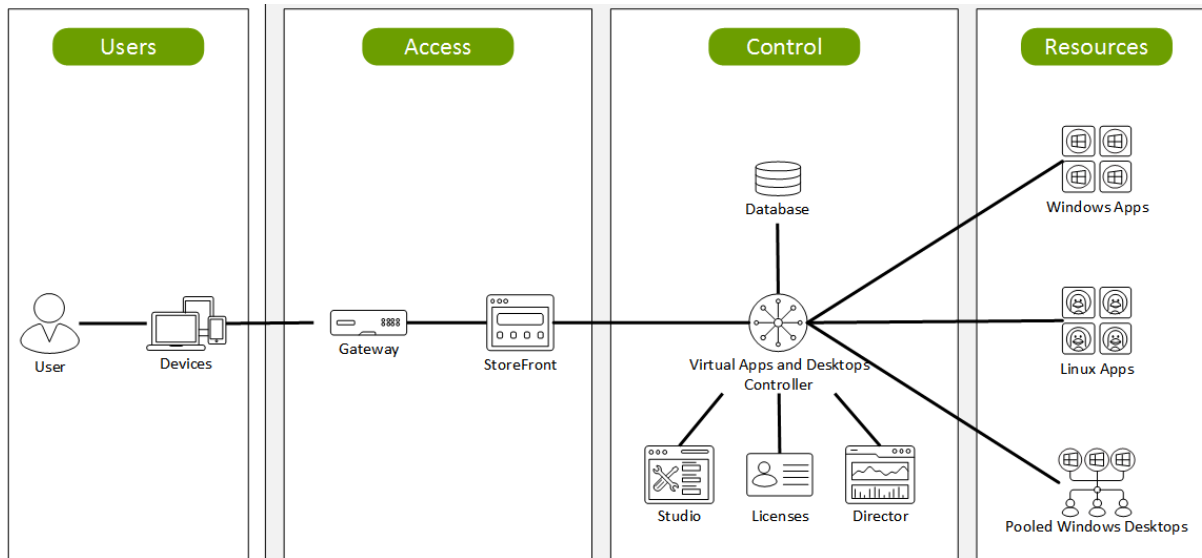 Users
Access
Control
Resources
Database
Windows Apps
User
Devices
Gateway
StoreFront
Virtual Apps and Desktops
Controller
Linux Apps
Studio
Licenses
Director
Pooled Windows Desktops